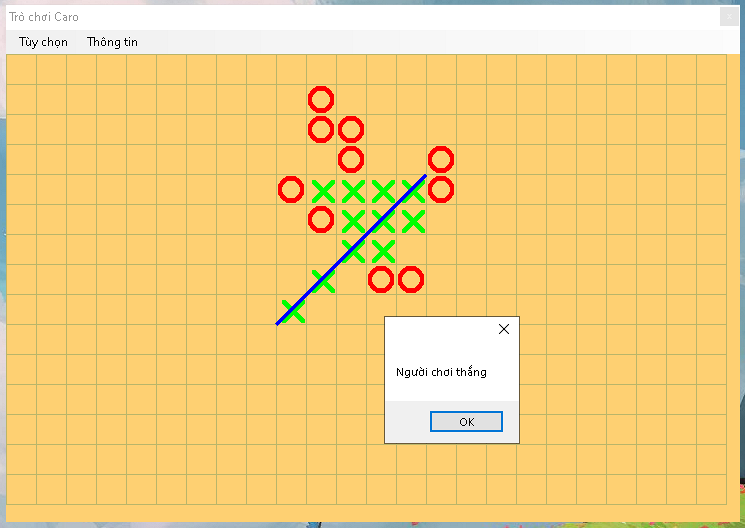 Trò chơi Caro
Tùy chọn Thông tin
Người chơi thắng
OK